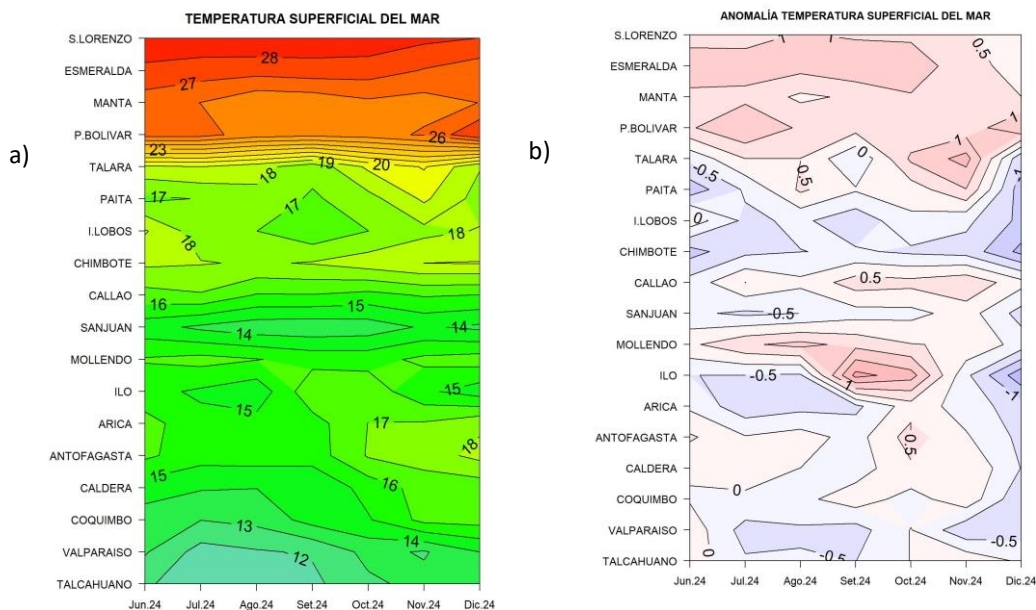 TEMPERATURA SUPERFICIAL DEL MAR
a)
S.LORENZO
ESMERALDA
MANTA
P.BOLIVAR
TALARA
PAITA
I.LOBOS
CHIMBOTE
CALLAO
SANJUAN
MOLLENDO
ILO
ARICA
ANTOFAGASTA
CALDERA
COQUIMBO
VALPARAISO
TALCAHUANO
28
27
26
23
19
20
18
17
17
18
18
16
15
14
14
15
15
17
18
15
16
13
14
12
Jun.24 Jul.24 Ago.24 Set.24 Oct.24 Nov.24 Dic.24
ANOMALÍA TEMPERATURA SUPERFICIAL DEL MAR
b)
S.LORENZO
ESMERALDA
MANTA
P.BOLIVAR
TALARA
PAITA
I.LOBOS
CHIMBOTE
CALLAO
SANJUAN
MOLLENDO
ILO
ARICA
ANTOFAGASTA
CALDERA
COQUIMBO
VALPARAISO
TALCAHUANO
1
1
0.5
1
1
0
-0.5
0.5
-1
0
0.5
-0.5
-0.5
1
-1
0.5
0
-0.5
0
-0.5
Jun.24 Jul.24 Ago.24 Set.24 Oct.24 Nov.24 Dic.24